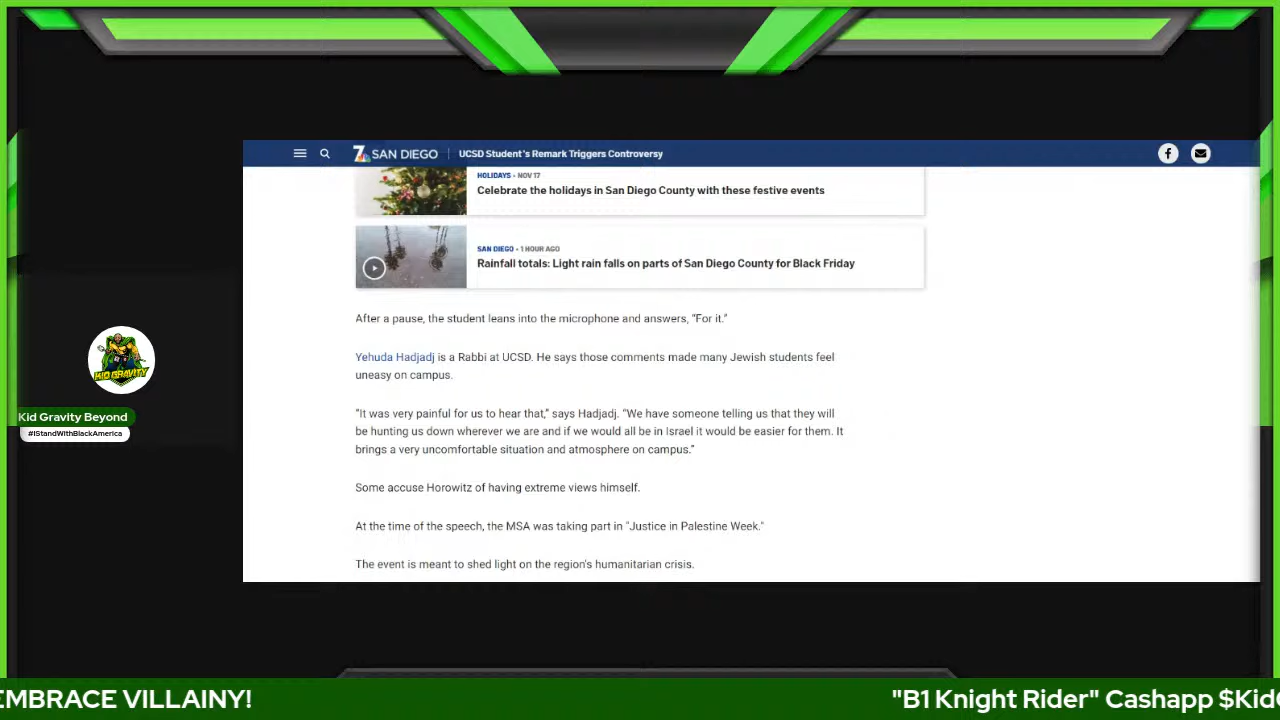 7 SAN DIEGO
UCSD Student's Remark Triggers Controversy
HOLIDAYS • NOV 17
Celebrate the holidays in San Diego County with these festive events
SAN DIEGO • 1 HOUR AGO
Rainfall totals: Light rain falls on parts of San Diego County for Black Friday
After a pause, the student leans into the microphone and answers, “For it.”
Yehuda Hadjadj is a Rabbi at UCSD. He says those comments made many Jewish students feel
uneasy on campus.
"It was very painful for us to hear that," says Hadjadj. “We have someone telling us that they will
be hunting us down wherever we are and if we would all be in Israel it would be easier for them. It
brings a very uncomfortable situation and atmosphere on campus.”
Some accuse Horowitz of having extreme views himself.
At the time of the speech, the MSA was taking part in "Justice in Palestine Week."
The event is meant to shed light on the region's humanitarian crisis.
KID GRAVITY
Kid Gravity Beyond
#IStandWithBlackAmerica
EMBRACE VILLAINY!
"B1 Knight Rider" Cashapp $Kid